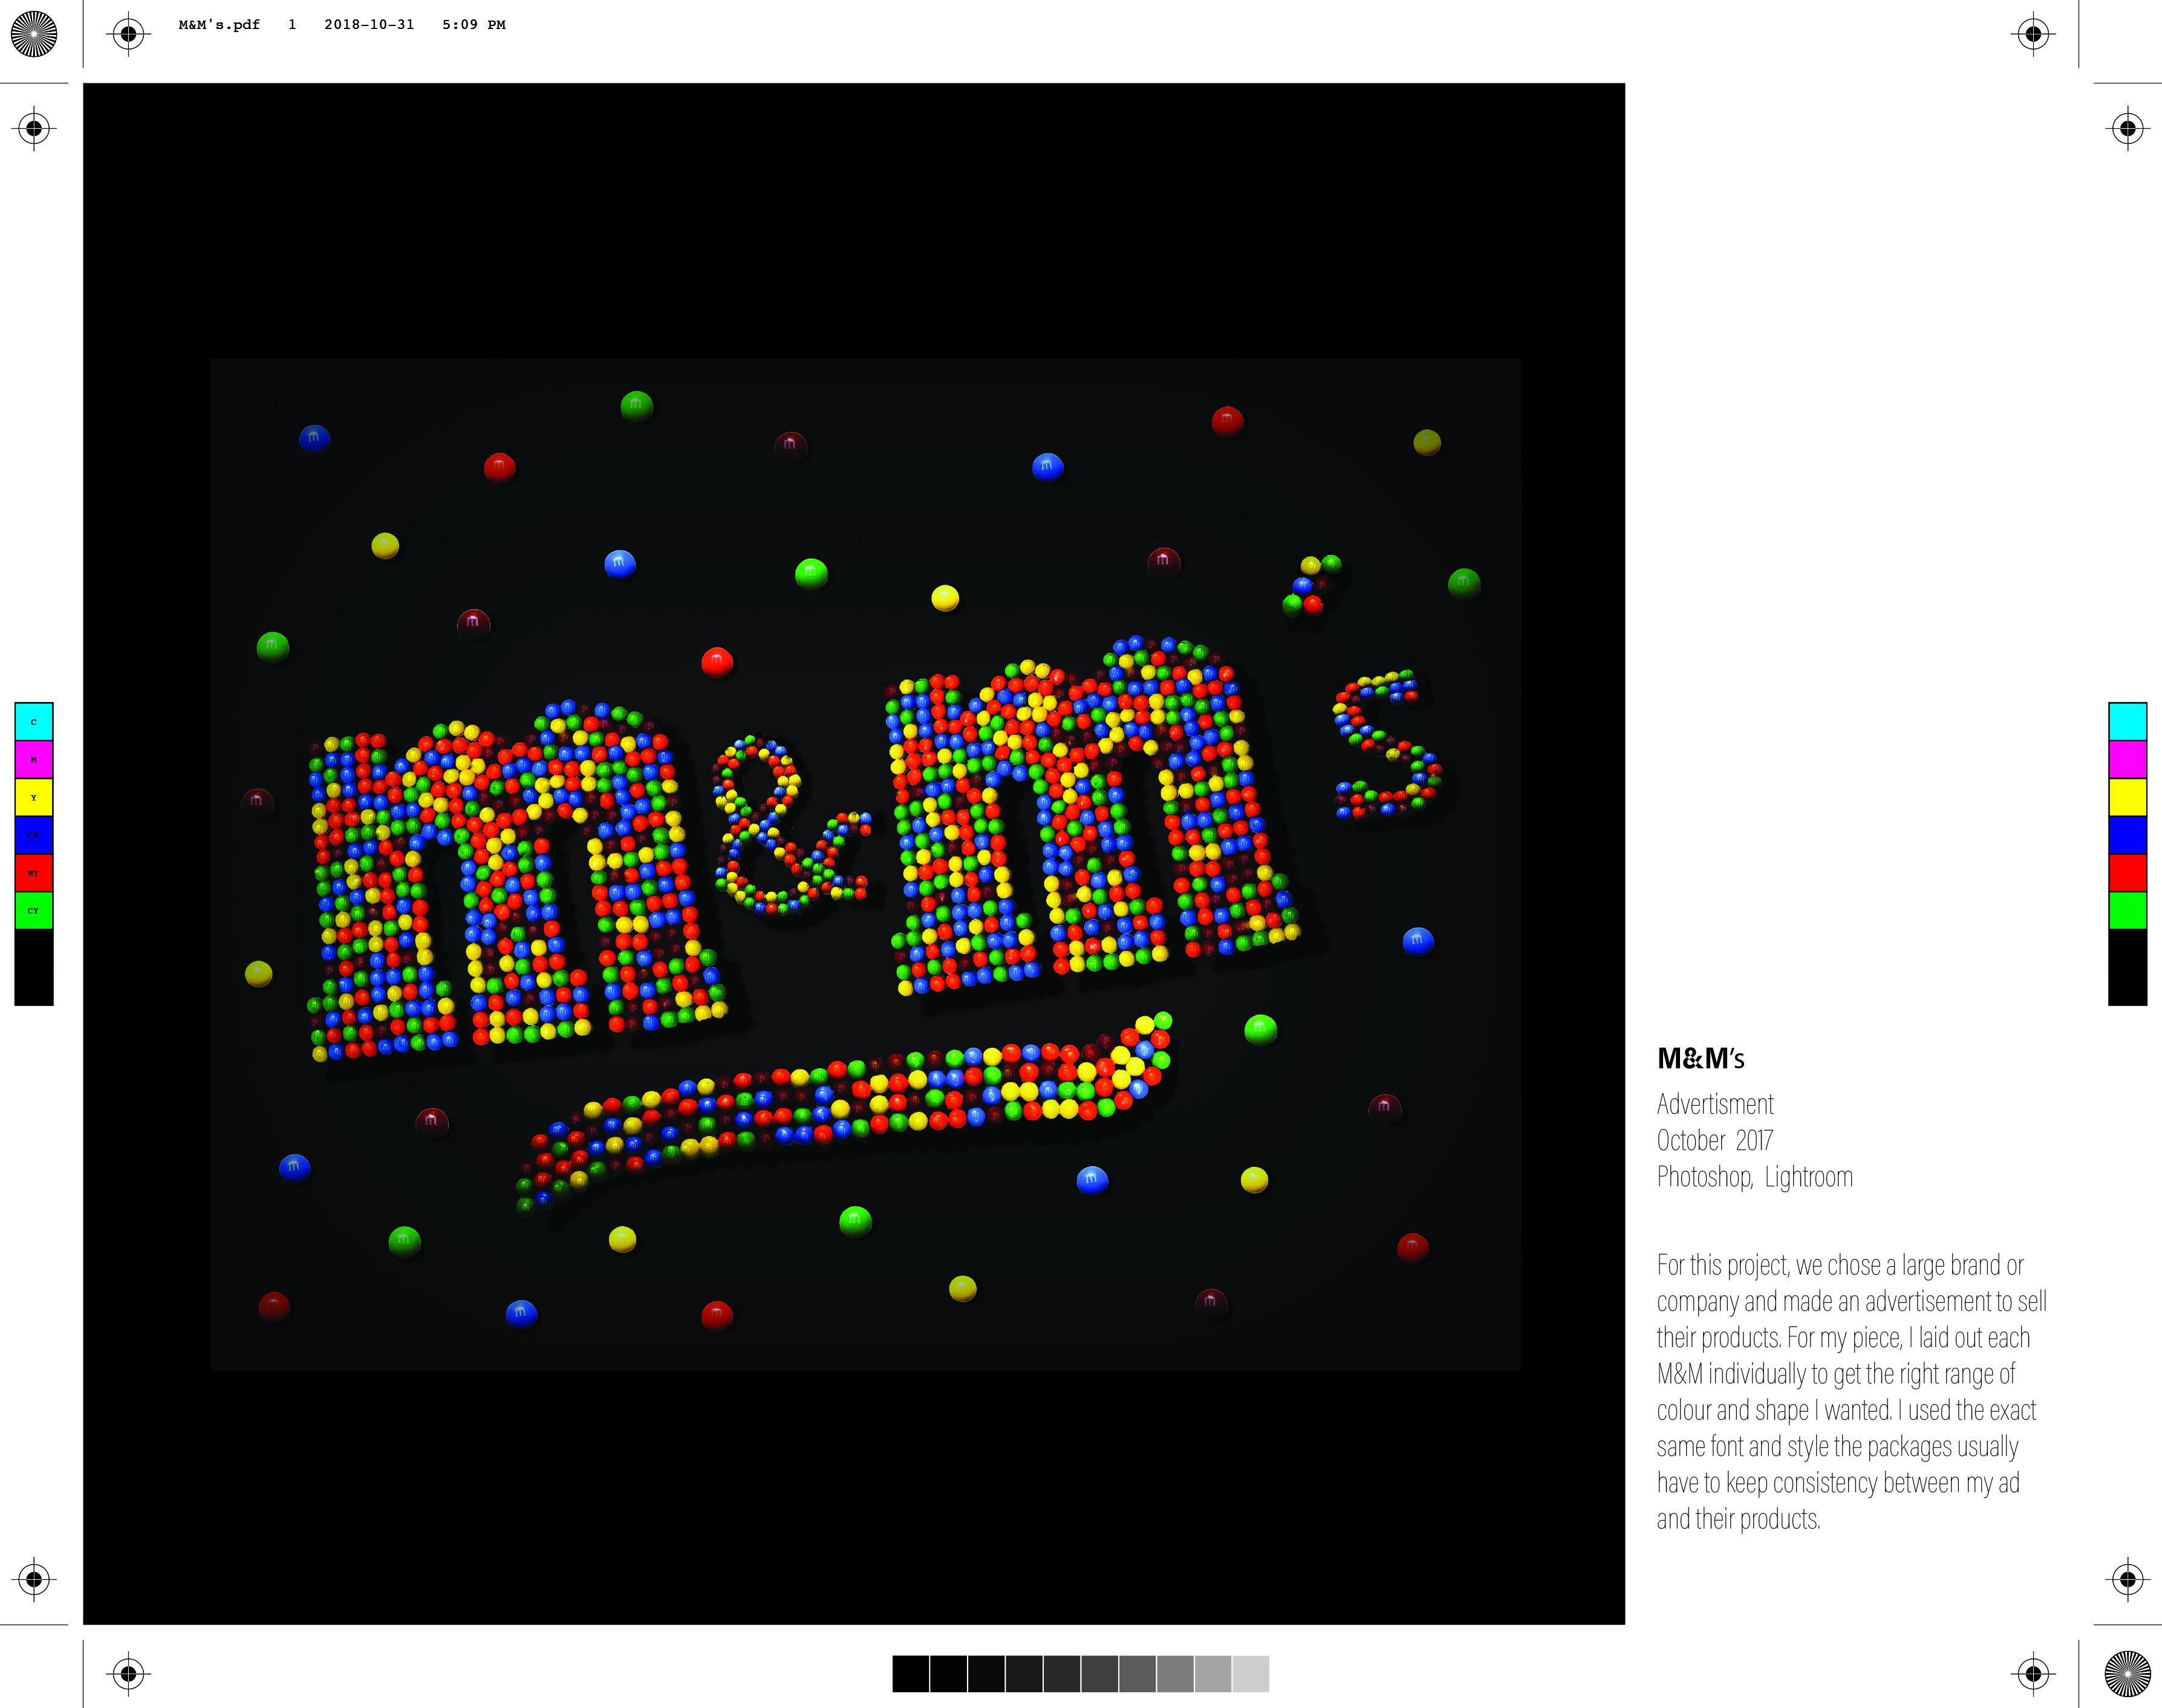 M&M's.pdf 1 2018-10-31 5:09 PM
m&m's
C
M
Y
CM
MY
CY
M&M's
Advertisment
October 2017
Photoshop, Lightroom
For this project, we chose a large brand or
company and made an advertisement to sell
their products. For my piece, I laid out each
M&M individually to get the right range of
colour and shape I wanted. I used the exact
same font and style the packages usually
have to keep consistency between my ad
and their products.